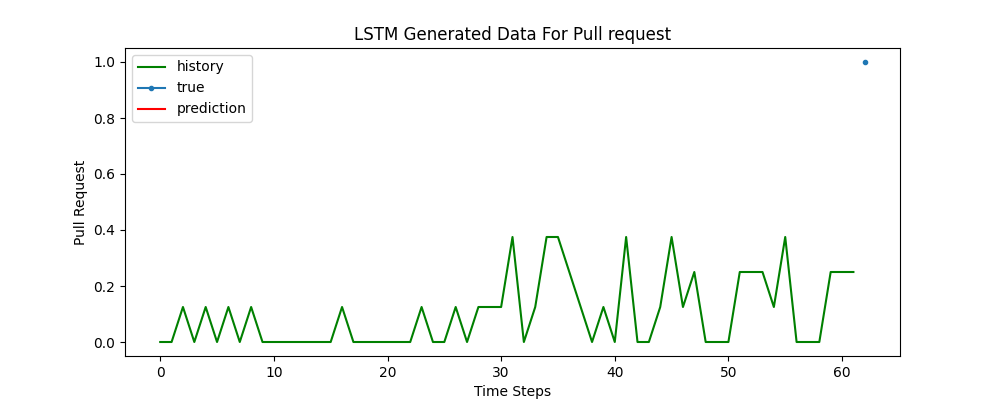 LSTM Generated Data For Pull request
history
true
prediction
1.0
0.8
0.6
0.4
0.2
0.0
Pull Request
0 10 20 30 40 50 60
Time Steps